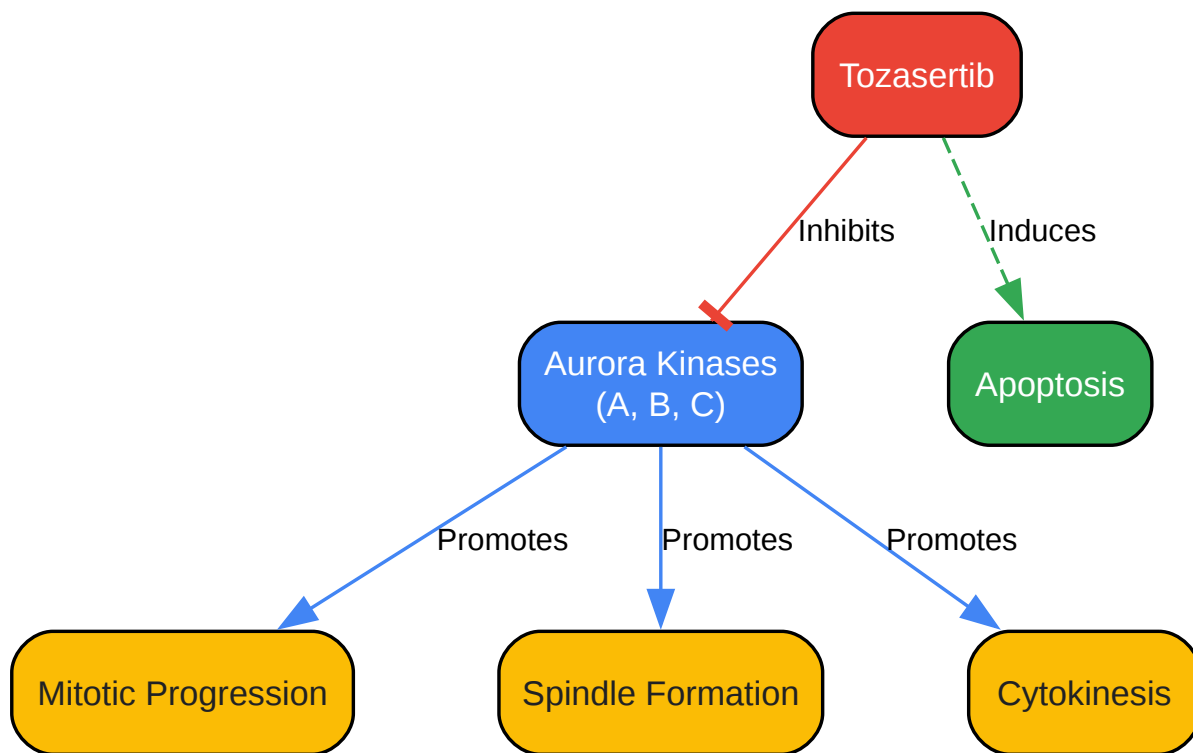 Tozasertib
Inhibits
Induces
Aurora Kinases
(A, B, C)
Apoptosis
Promotes
Promotes
Promotes
Mitotic Progression
Spindle Formation
Cytokinesis